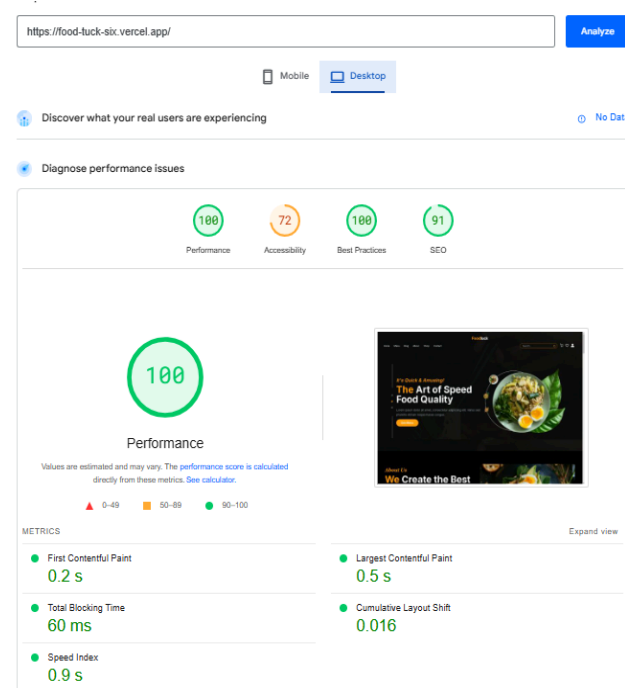 https://food-tuck-six.vercel.app/
Analyze
Mobile
Desktop
Discover what your real users are experiencing
No Dat
Diagnose performance issues
100
72
100
91
Performance
Accessibility
Best Practices
SEO
100
Performance
Values are estimated and may vary. The performance score is calculated
directly from these metrics. See calculator.
0–49
50–89
90–100
It's Quick & Amusing!
The Art of Speed
Food Quality
About Us
We Create the Best
METRICS
Expand view
First Contentful Paint
0.2 s
Largest Contentful Paint
0.5 s
Total Blocking Time
60 ms
Cumulative Layout Shift
0.016
Speed Index
0.9 s